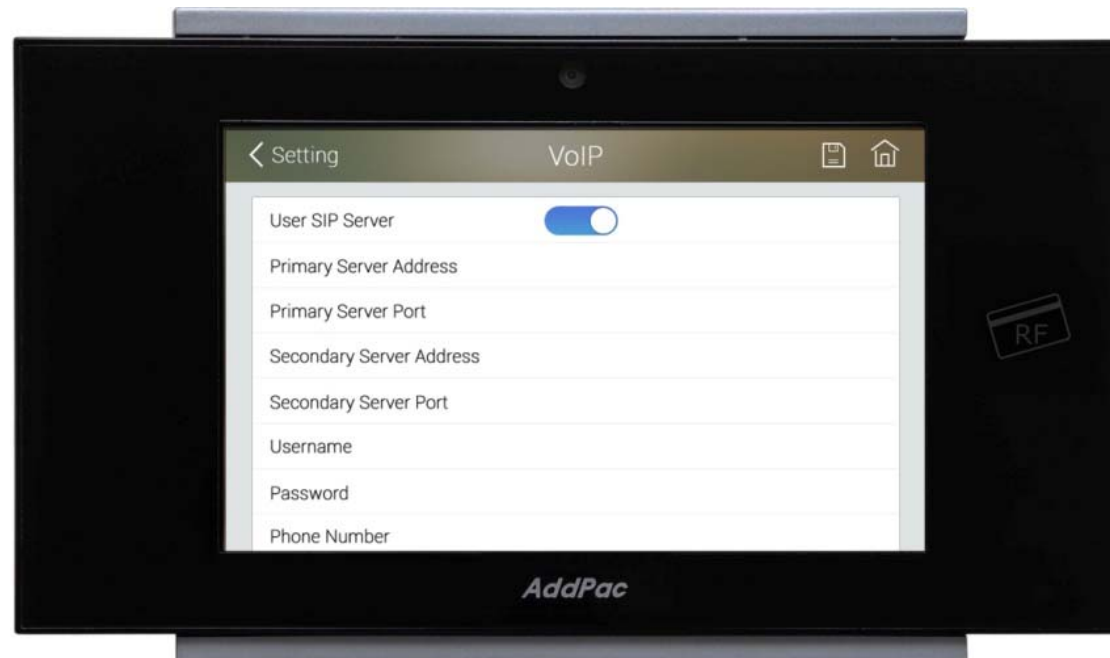 Setting VoIP
User SIP Server
Primary Server Address
Primary Server Port
Secondary Server Address
Secondary Server Port
Username
Password
Phone Number
RF
AddPac